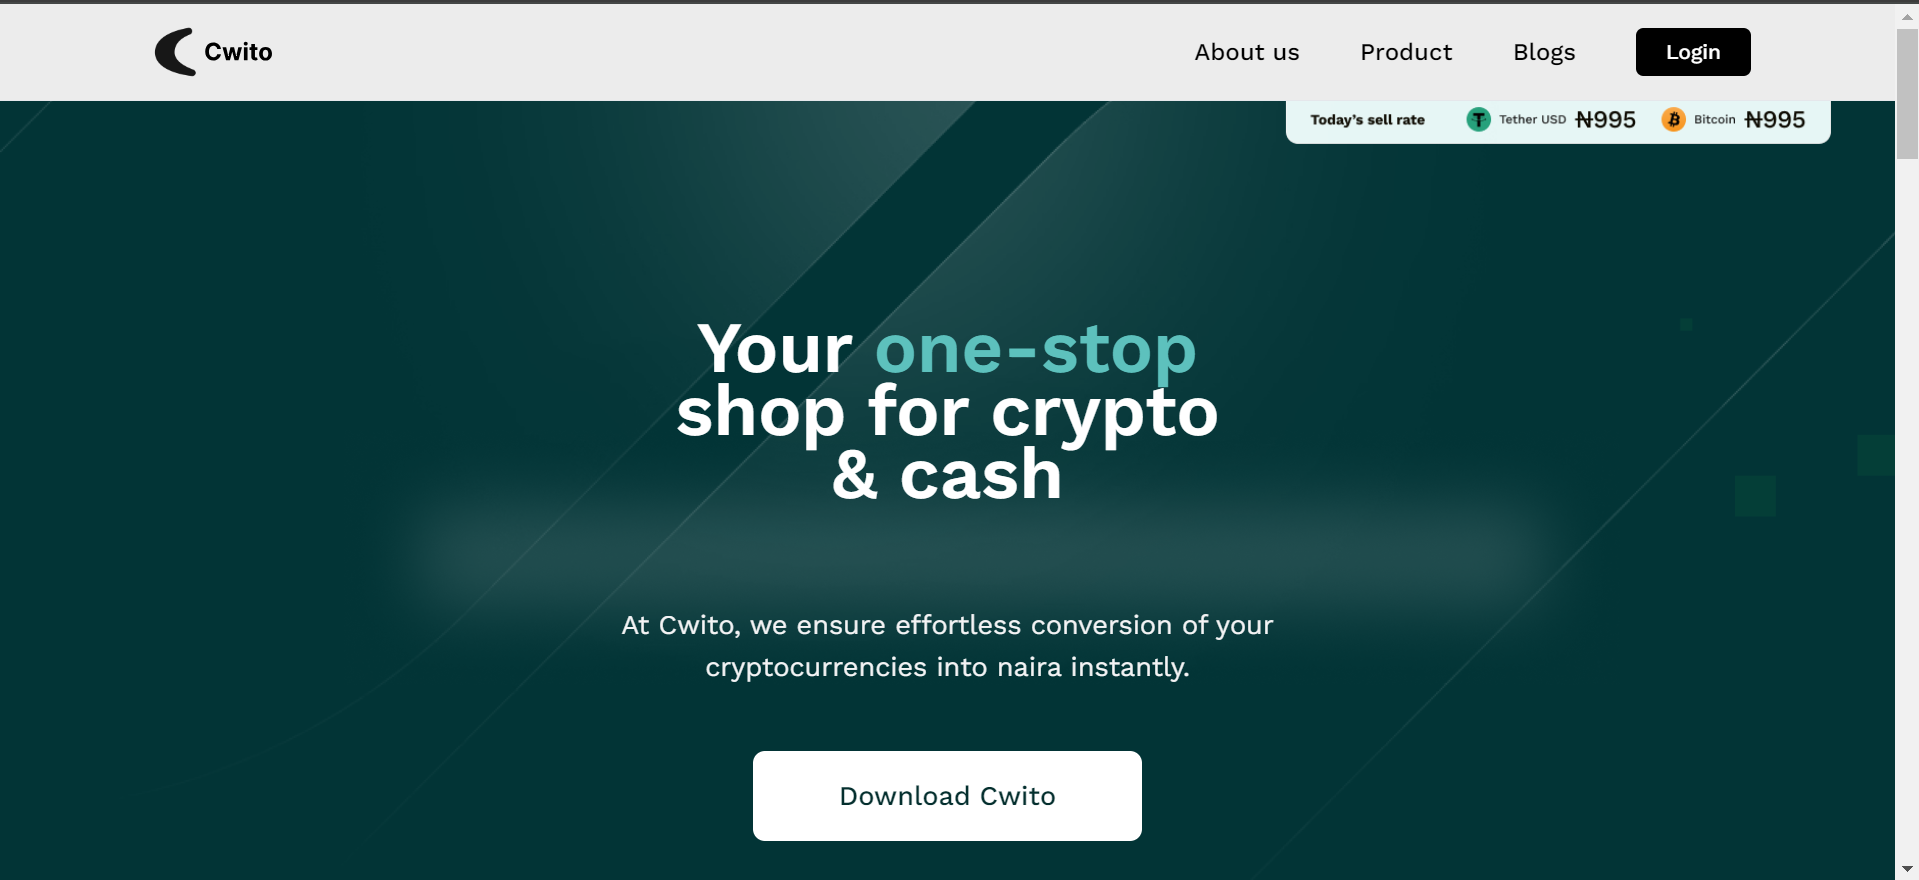 Cwito
About us
Product
Blogs
Login
Today’s sell rate
Tether USD ₦995
Bitcoin ₦995
Your one-stop
shop for crypto
& cash
At Cwito, we ensure effortless conversion of your
cryptocurrencies into naira instantly.
Download Cwito